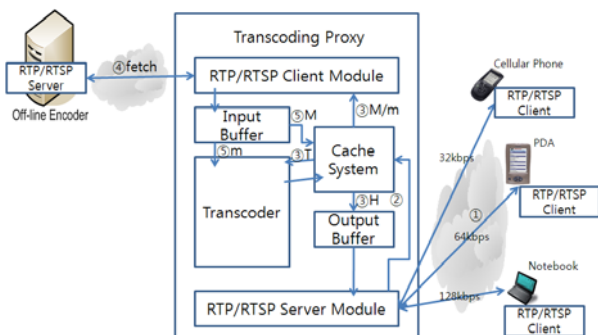 Transcoding Proxy
RTP/RTSP
Server
Off-line Encoder
④fetch
RTP/RTSP Client Module
Input
Buffer
⑤M
③M/m
⑤m
③T
Cache
System
Transcoder
③H
②
Output
Buffer
RTP/RTSP Server Module
Cellular Phone
RTP/RTSP
Client
32kbps
PDA
RTP/RTSP
Client
①
64kbps
Notebook
128kbps
RTP/RTSP
Client